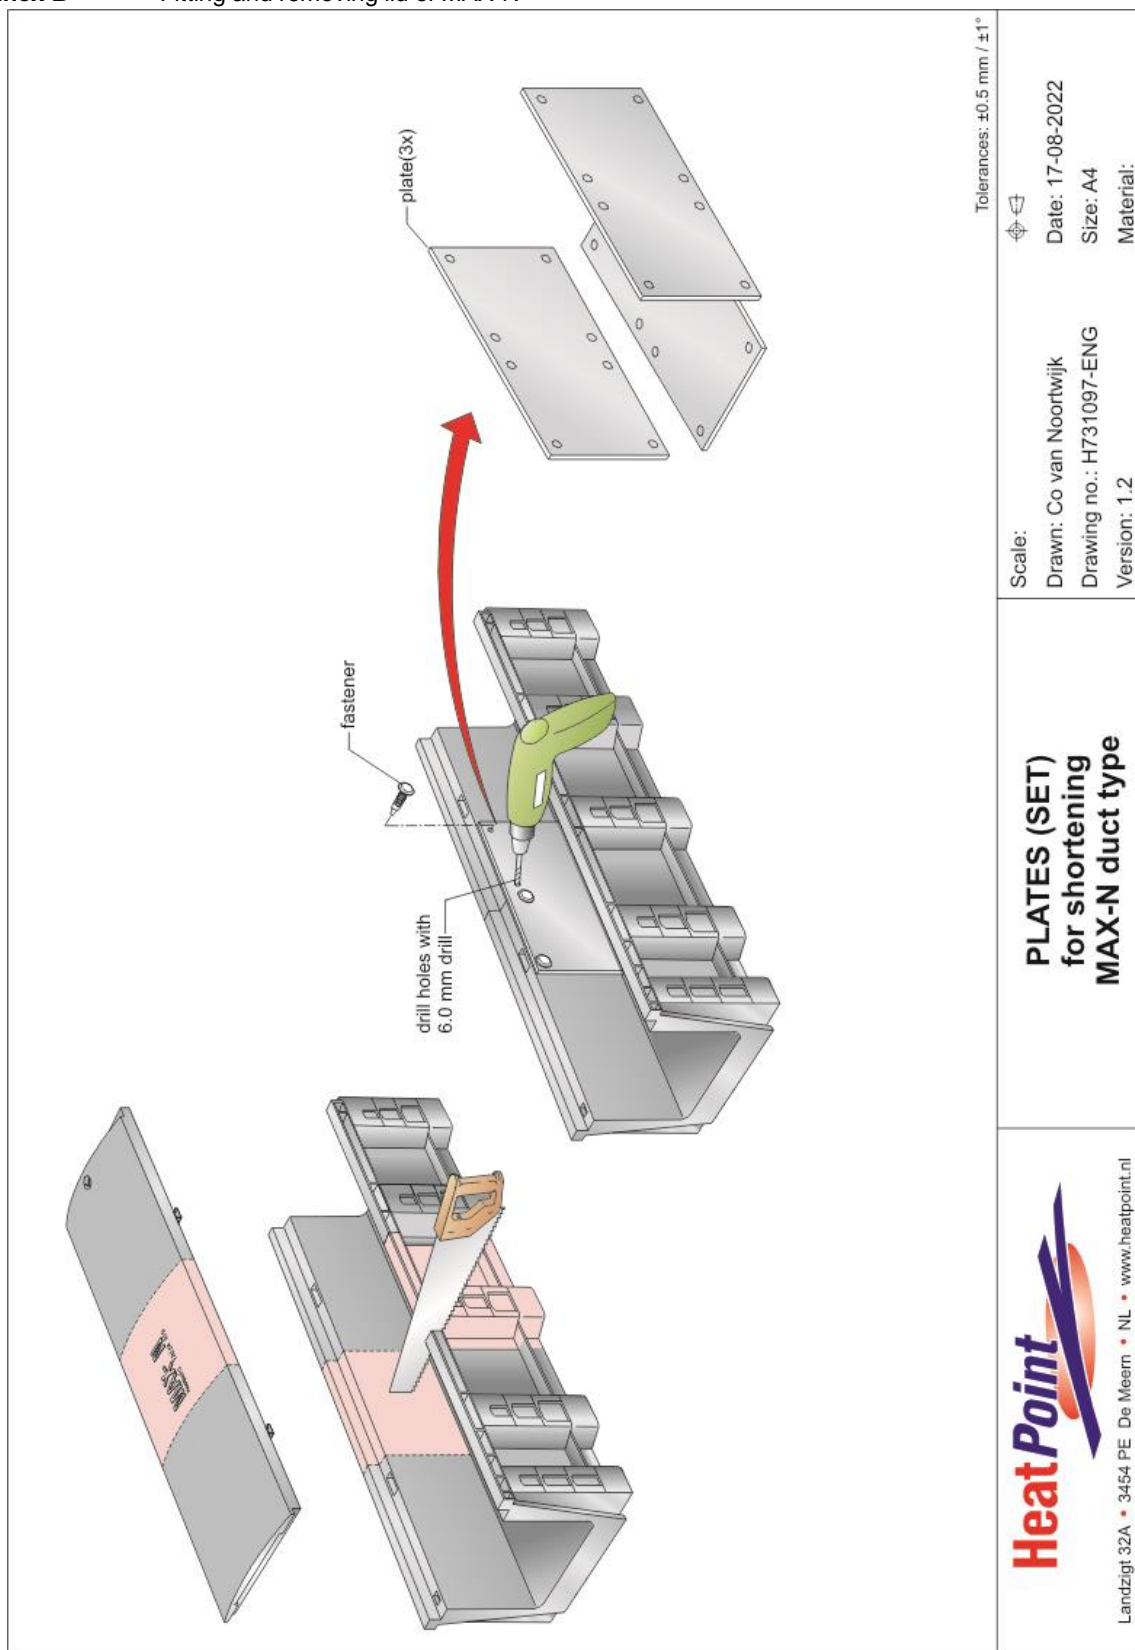 Fitting and removing lid of MAX-N
plate(3x)
fastener
drill holes with
6.0 mm drill
Tolerances: ±0.5 mm / ±1°
HeatPoint
Landzigt 32A • 3454 PE De Meern • NL • www.heatpoint.nl
PLATES (SET)
for shortening
MAX-N duct type
Scale:
Drawn: Co van Noortwijk
Date: 17-08-2022
Drawing no.: H731097-ENG
Size: A4
Version: 1.2
Material: